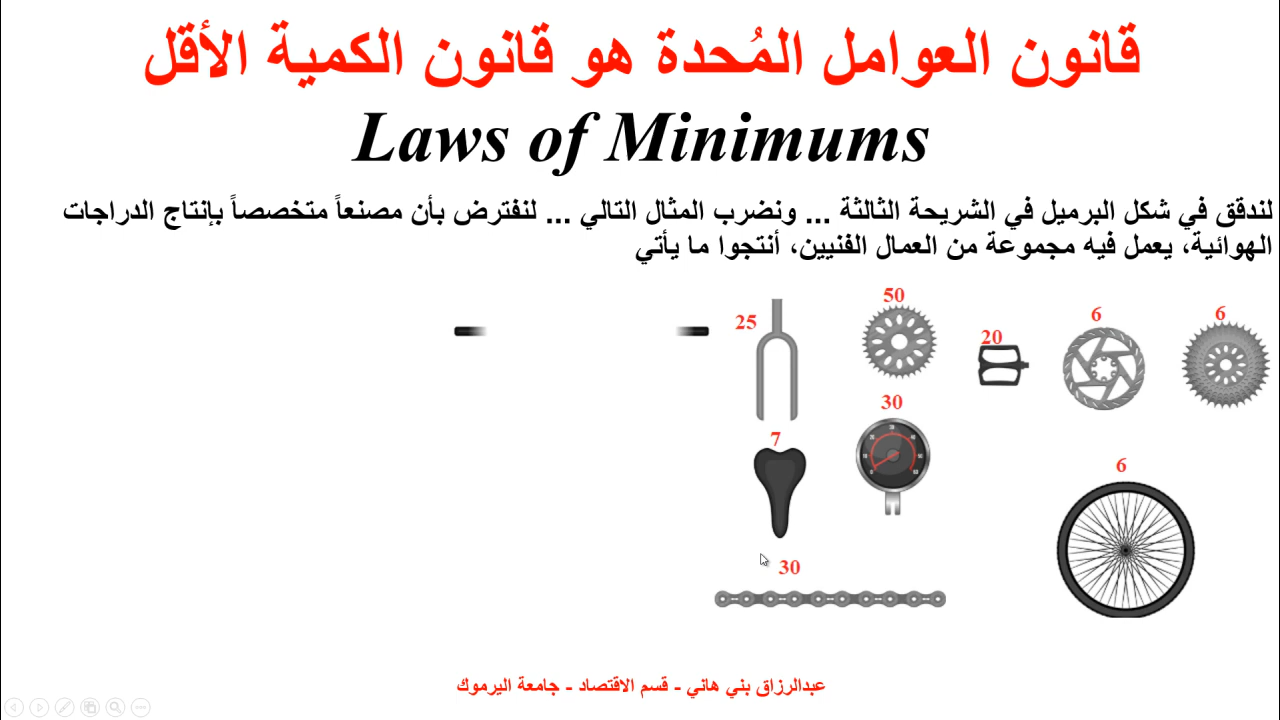 قانون العوامل المُحدة هو قانون الكمية الأقل
Laws of Minimums
لندقق في شكل البرميل في الشريحة الثالثة ... ونضرب المثال التالي ... لنفترض بأن مصنعاً متخصصاً بإنتاج الدراجات
الهوائية، يعمل فيه مجموعة من العمال الفنيين، أنتجوا ما يأتي
25
50
20
6
6
30
7
6
30
عبدالرزاق بني هاني - قسم الاقتصاد - جامعة اليرموك